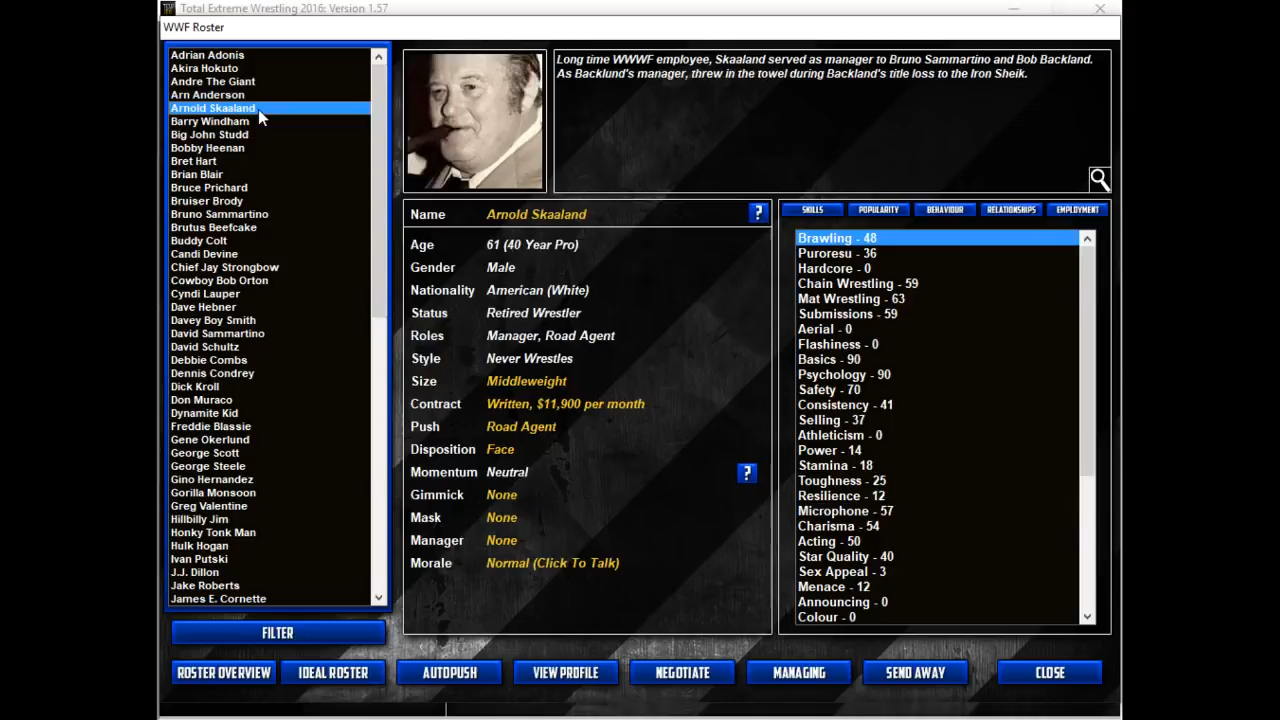 Total Extreme Wrestling 2016: Version 1.57
WWF Roster
Adrian Adonis
Akira Hokuto
Andre The Giant
Arn Anderson
Arnold Skaaland
Barry Windham
Big John Studd
Bobby Heenan
Bret Hart
Brian Blair
Bruce Prichard
Bruiser Brody
Bruno Sammartino
Brutus Beefcake
Buddy Colt
Candi Devine
Chief Jay Strongbow
Cowboy Bob Orton
Cyndi Lauper
Dave Hebner
Davey Boy Smith
David Sammartino
David Schultz
Debbie Combs
Dennis Condrey
Dick Kroll
Don Muraco
Dynamite Kid
Freddie Blassie
Gene Okerlund
George Scott
George Steele
Gino Hernandez
Gorilla Monsoon
Greg Valentine
Hillbilly Jim
Honky Tonk Man
Hulk Hogan
Ivan Putski
J.J. Dillon
Jake Roberts
James E. Cornette
FILTER
Long time WWWF employee, Skaaland served as manager to Bruno Sammartino and Bob Backland.
As Backlund's manager, threw in the towel during Backland's title loss to the Iron Sheik.
Name Arnold Skaaland ?
Age 61 (40 Year Pro)
Gender Male
Nationality American (White)
Status Retired Wrestler
Roles Manager, Road Agent
Style Never Wrestles
Size Middleweight
Contract Written, $11,900 per month
Push Road Agent
Disposition Face
Momentum Neutral ?
Gimmick None
Mask None
Manager None
Morale Normal (Click To Talk)
SKILLS POPULARITY BEHAVIOUR RELATIONSHIPS EMPLOYMENT
Brawling - 48
Puroresu - 36
Hardcore - 0
Chain Wrestling - 59
Mat Wrestling - 63
Submissions - 59
Aerial - 0
Flashiness - 0
Basics - 90
Psychology - 90
Safety - 70
Consistency - 41
Selling - 37
Athleticism - 0
Power - 14
Stamina - 18
Toughness - 25
Resilience - 12
Microphone - 57
Charisma - 54
Acting - 50
Star Quality - 40
Sex Appeal - 3
Menace - 12
Announcing - 0
Colour - 0
ROSTER OVERVIEW IDEAL ROSTER AUTOPUSH VIEW PROFILE NEGOTIATE MANAGING SEND AWAY CLOSE